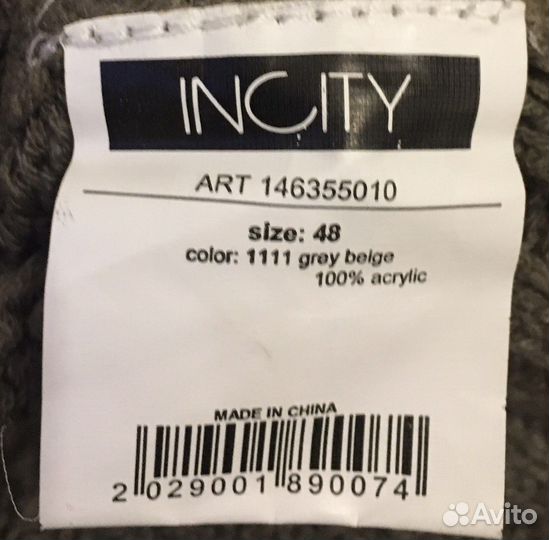 INCITY
ART 146355010
size: 48
color: 1111 grey beige
100% acrylic
MADE IN CHINA
2 029001 890074
Avito